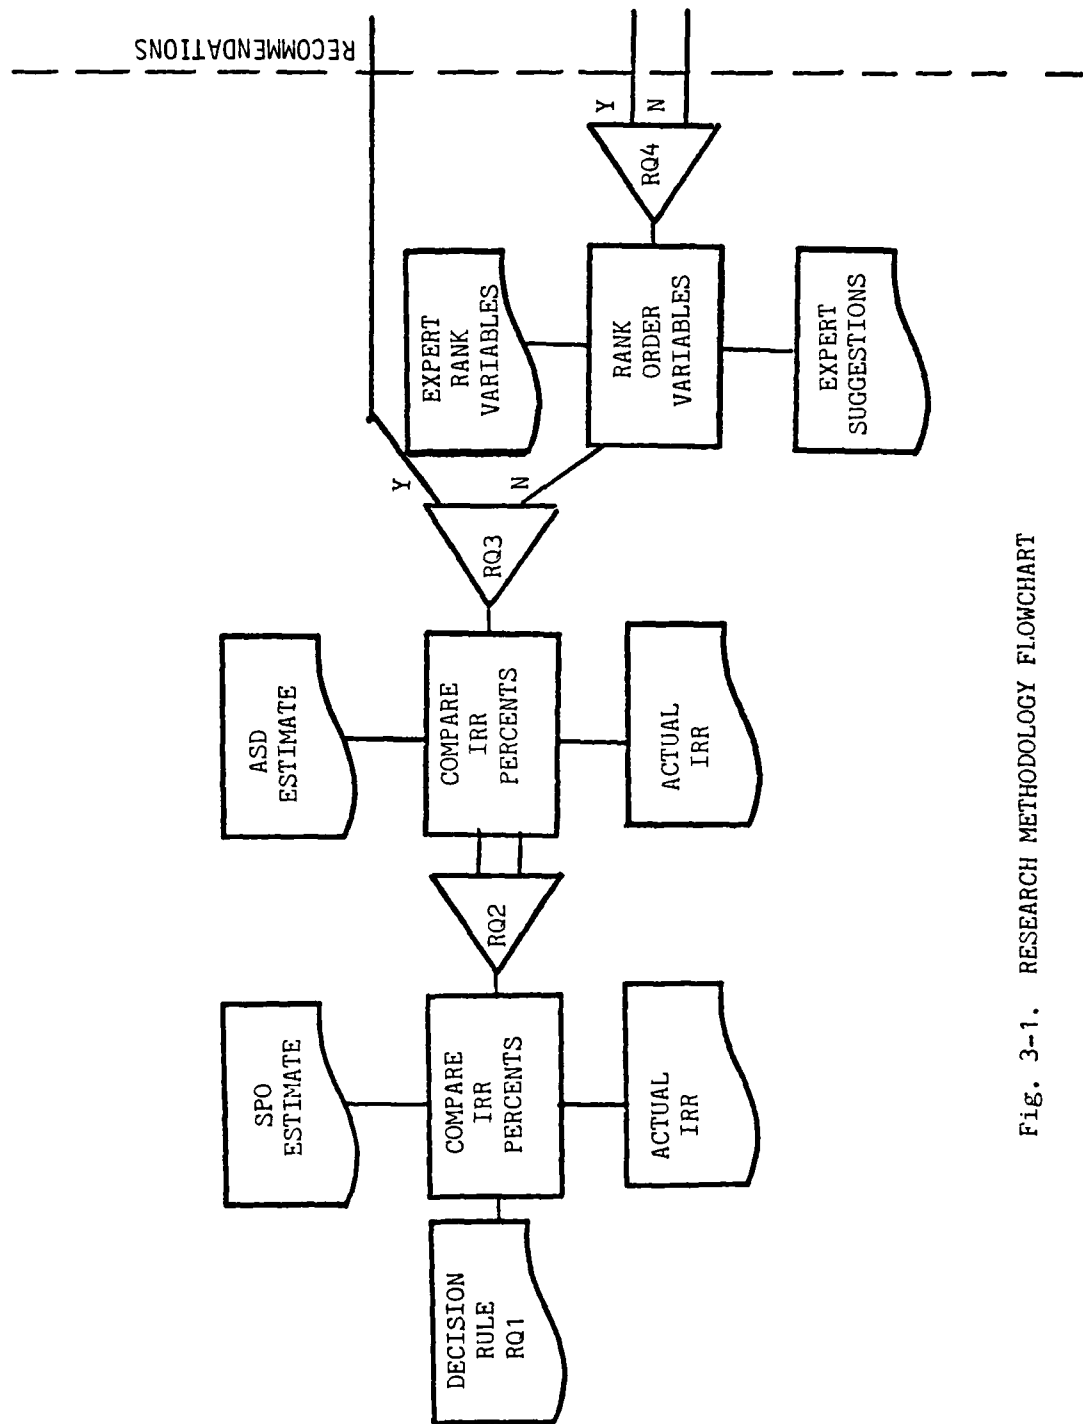 DECISION
RULE
RQ1
SPO
ESTIMATE
COMPARE
IRR
PERCENTS
ACTUAL
IRR
RQ2
ASD
ESTIMATE
COMPARE
IRR
PERCENTS
ACTUAL
IRR
RQ3
Y
N
EXPERT
RANK
VARIABLES
RANK
ORDER
VARIABLES
EXPERT
SUGGESTIONS
RQ4
Y
N
RECOMMENDATIONS
Fig. 3-1. RESEARCH METHODOLOGY FLOWCHART